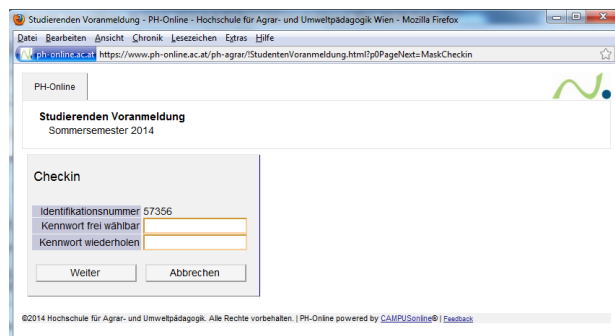 Studierenden Voranmeldung - PH-Online - Hochschule für Agrar- und Umweltpädagogik Wien - Mozilla Firefox
Datei Bearbeiten Ansicht Chronik Lesezeichen Extras Hilfe
ph-online.ac.at https://www.ph-online.ac.at/ph-agrar/!StudentenVoranmeldung.html?p0PageNext=MaskCheckin
PH-Online
Studierenden Voranmeldung
Sommersemester 2014
Checkin
Identifikationsnummer 57356
Kennwort frei wählbar
Kennwort wiederholen
Weiter Abbrechen
©2014 Hochschule für Agrar- und Umweltpädagogik. Alle Rechte vorbehalten. | PH-Online powered by CAMPUSonline® | Feedback